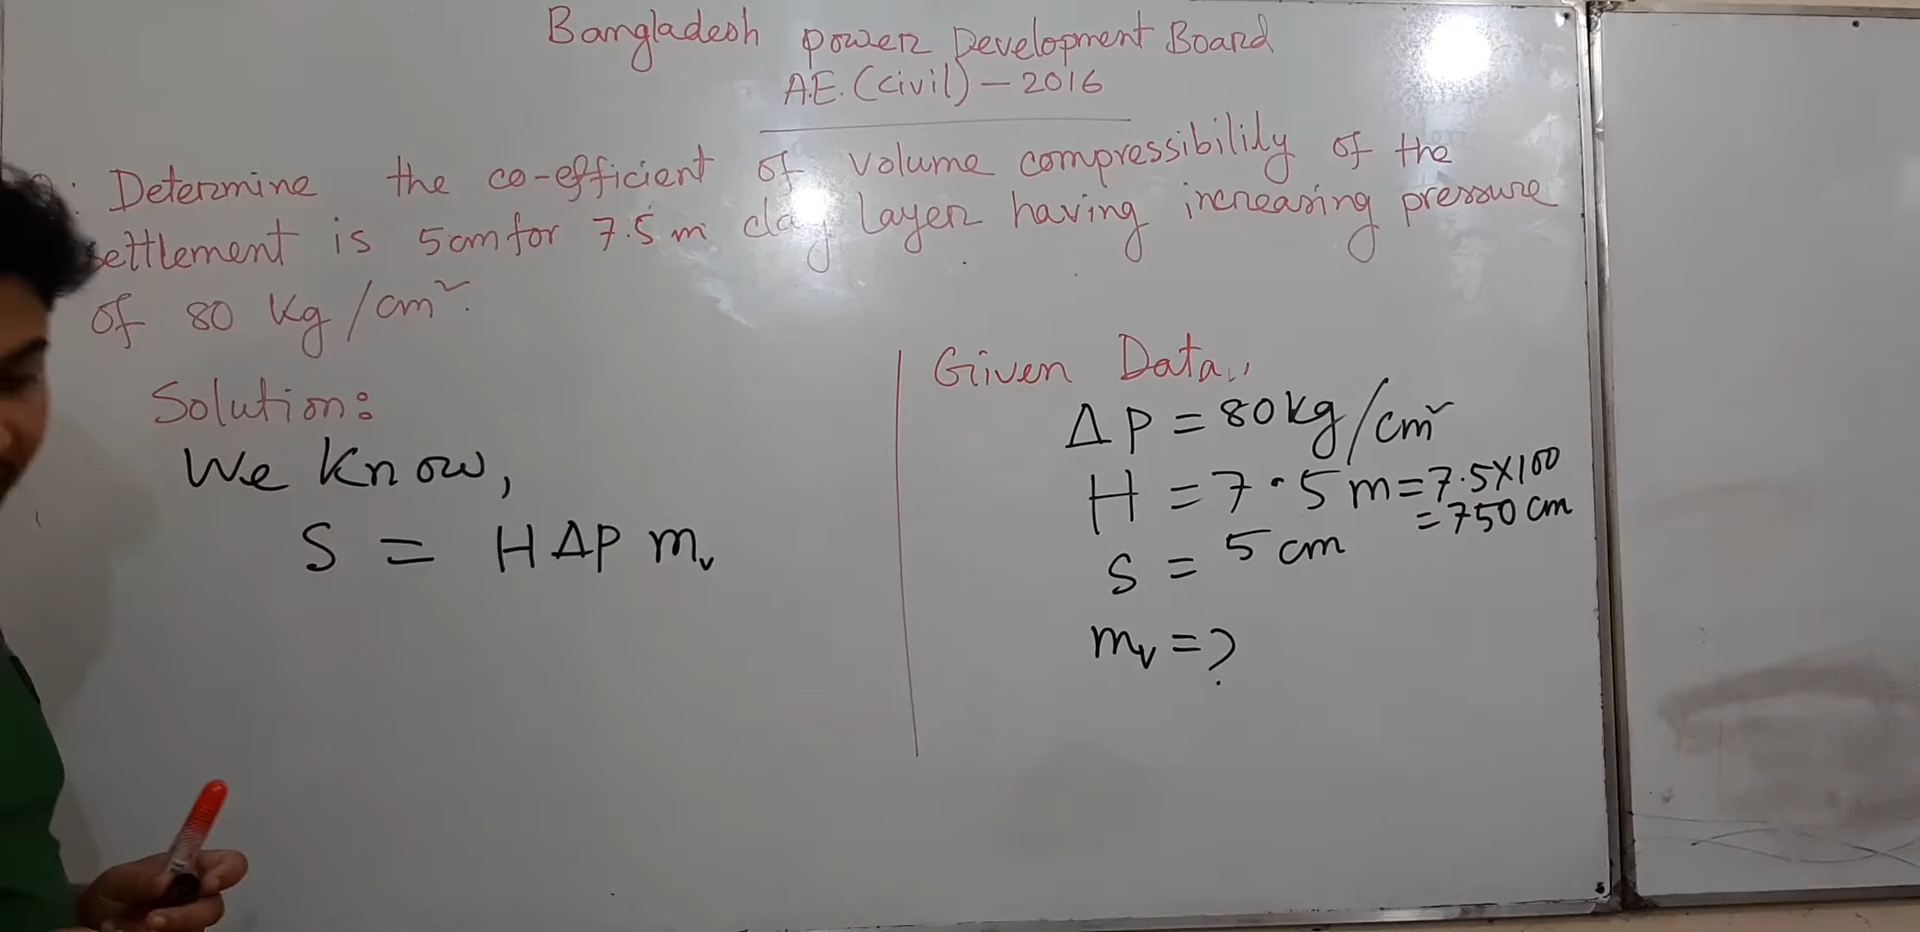 Bangladesh power Development Board
A.E. (civil) – 2016
: Determine the co-efficient of volume compressibility of the
settlement is 5cm for 7.5 m clay layer having increasing pressure
of 80 kg/cm².
Solution:
We know,
S = HΔP mᵥ
Given Data,,
ΔP = 80 kg/cm²
H = 7.5 m = 7.5×100
= 750 cm
S = 5 cm
mᵥ = ?